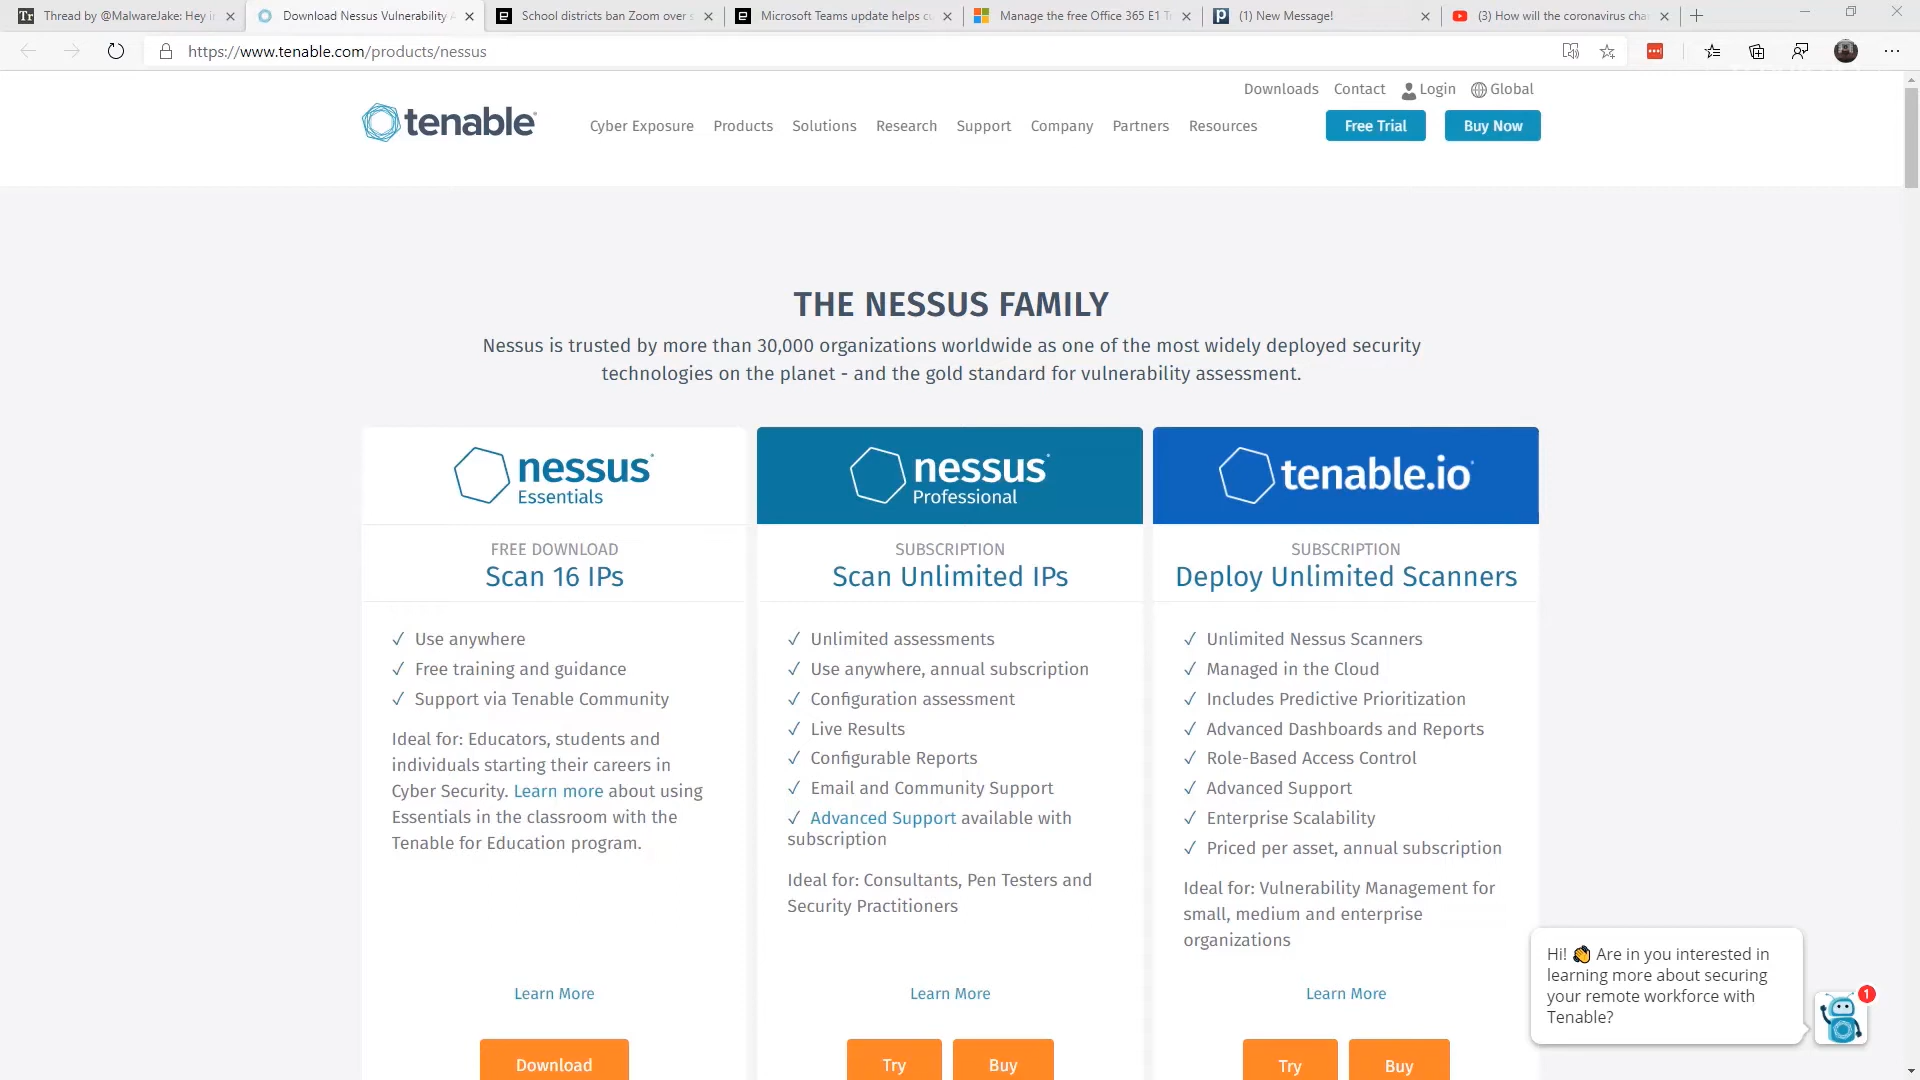 Tr Thread by @MalwareJake: Hey i
Download Nessus Vulnerability A
School districts ban Zoom over s
Microsoft Teams update helps cu
Manage the free Office 365 E1 T
(1) New Message!
(3) How will the coronavirus cha
https://www.tenable.com/products/nessus
Downloads Contact Login Global
tenable
Cyber Exposure Products Solutions Research Support Company Partners Resources
Free Trial Buy Now
THE NESSUS FAMILY
Nessus is trusted by more than 30,000 organizations worldwide as one of the most widely deployed security
technologies on the planet - and the gold standard for vulnerability assessment.
nessus
Essentials
FREE DOWNLOAD
Scan 16 IPs
✓ Use anywhere
✓ Free training and guidance
✓ Support via Tenable Community
Ideal for: Educators, students and
individuals starting their careers in
Cyber Security. Learn more about using
Essentials in the classroom with the
Tenable for Education program.
Learn More
Download
nessus
Professional
SUBSCRIPTION
Scan Unlimited IPs
✓ Unlimited assessments
✓ Use anywhere, annual subscription
✓ Configuration assessment
✓ Live Results
✓ Configurable Reports
✓ Email and Community Support
✓ Advanced Support available with
subscription
Ideal for: Consultants, Pen Testers and
Security Practitioners
Learn More
Try Buy
tenable.io
SUBSCRIPTION
Deploy Unlimited Scanners
✓ Unlimited Nessus Scanners
✓ Managed in the Cloud
✓ Includes Predictive Prioritization
✓ Advanced Dashboards and Reports
✓ Role-Based Access Control
✓ Advanced Support
✓ Enterprise Scalability
✓ Priced per asset, annual subscription
Ideal for: Vulnerability Management for
small, medium and enterprise
organizations
Learn More
Try Buy
Hi! 👋 Are in you interested in
learning more about securing
your remote workforce with
Tenable?
1